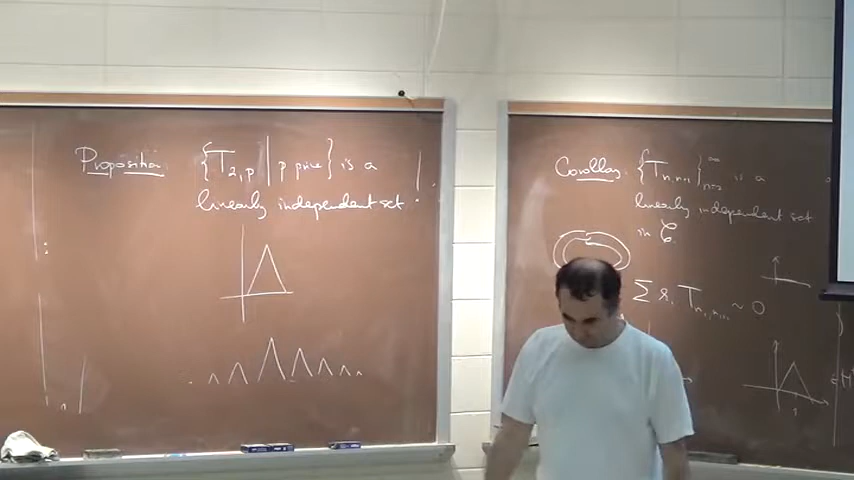 Proposition. {T_{2,p} | p prime} is a
linearly independent set.
Corollary. {T_{n,n+1}}_{n=2}^∞ is a
linearly independent set
in C.
T_{n_i,n_i+1} ~ 0
1